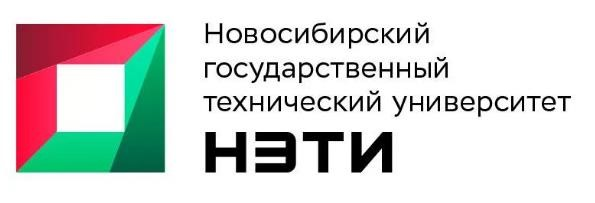 Новосибирский
государственный
технический университет
НЭТИ